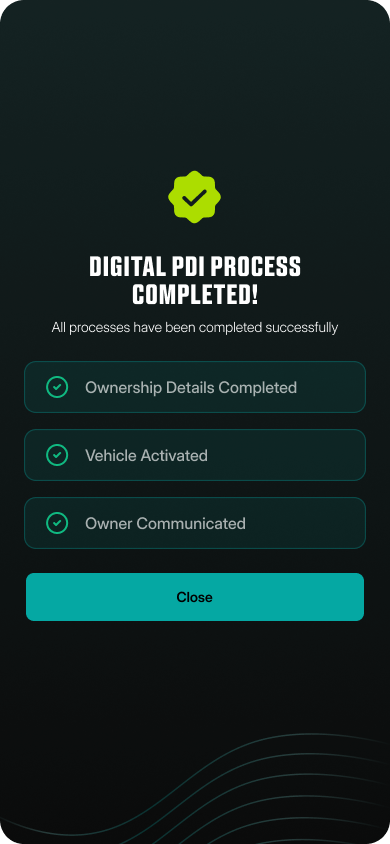 DIGITAL PDI PROCESS
COMPLETED!
All processes have been completed successfully
Ownership Details Completed
Vehicle Activated
Owner Communicated
Close